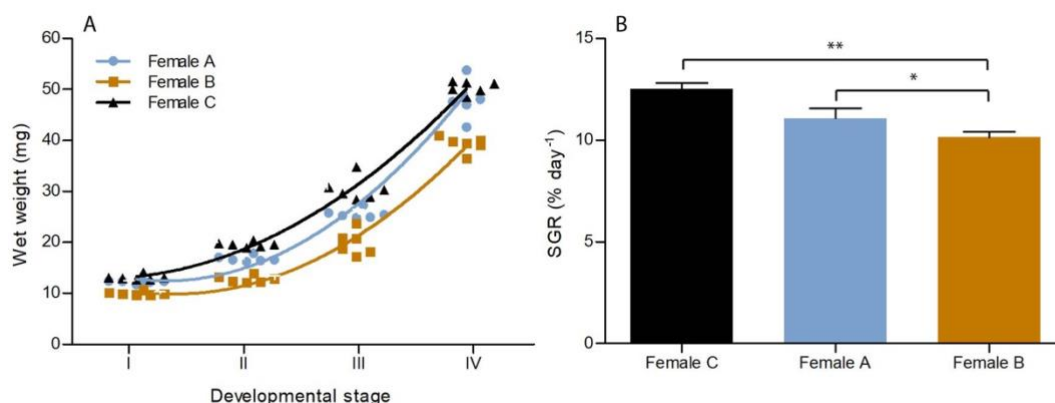 A
60
50
40
30
20
10
0
Wet weight (mg)
Female A
Female B
Female C
I
II
III
IV
Developmental stage
B
15
10
5
0
SGR (% day⁻¹)
**
*
Female C
Female A
Female B